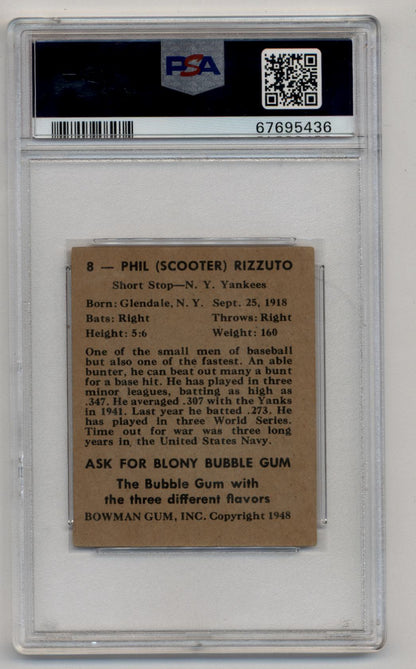 PSA
67695436
8 — PHIL (SCOOTER) RIZZUTO
Short Stop—N. Y. Yankees
Born: Glendale, N. Y. Sept. 25, 1918
Bats: Right Throws: Right
Height: 5:6 Weight: 160
One of the small men of baseball
but also one of the fastest. An able
bunter, he can beat out many a bunt
for a base hit. He has played in three
minor leagues, batting as high as
.347. He averaged .307 with the Yanks
in 1941. Last year he batted .273. He
has played in three World Series.
Time out for war was three long
years in the United States Navy.
ASK FOR BLONY BUBBLE GUM
The Bubble Gum with
the three different flavors
BOWMAN GUM, INC. Copyright 1948